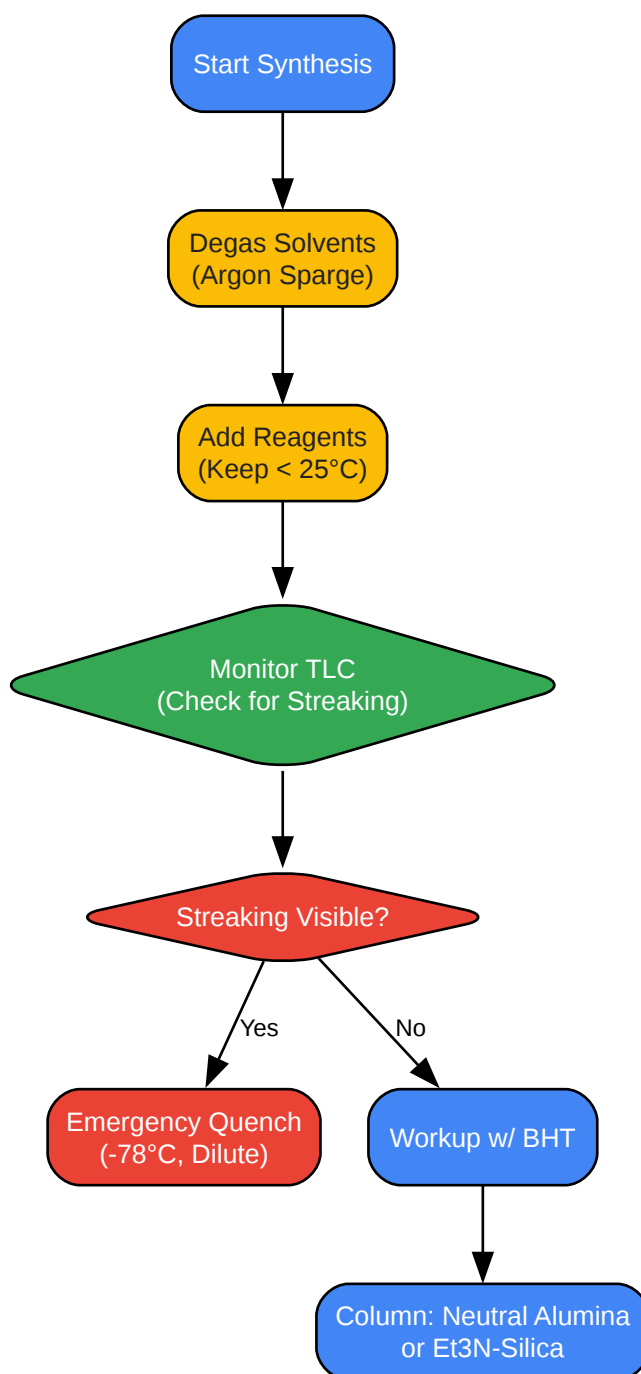 Start Synthesis
Degas Solvents
(Argon Sparge)
Add Reagents
(Keep < 25°C)
Monitor TLC
(Check for Streaking)
Streaking Visible?
Yes
No
Emergency Quench
(-78°C, Dilute)
Workup w/ BHT
Column: Neutral Alumina
or Et3N-Silica